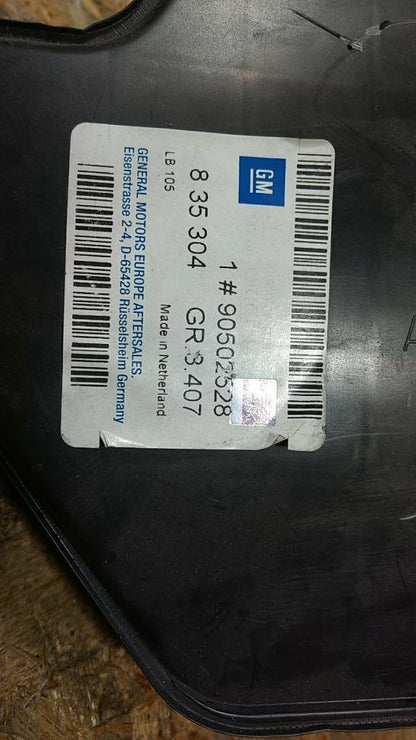 GM
1 # 90502528
8 35 304 GR.3.407
LB 105 Made in Netherland
GENERAL MOTORS EUROPE AFTERSALES.
Eisenstrasse 2-4, D-65428 Rüsselsheim Germany